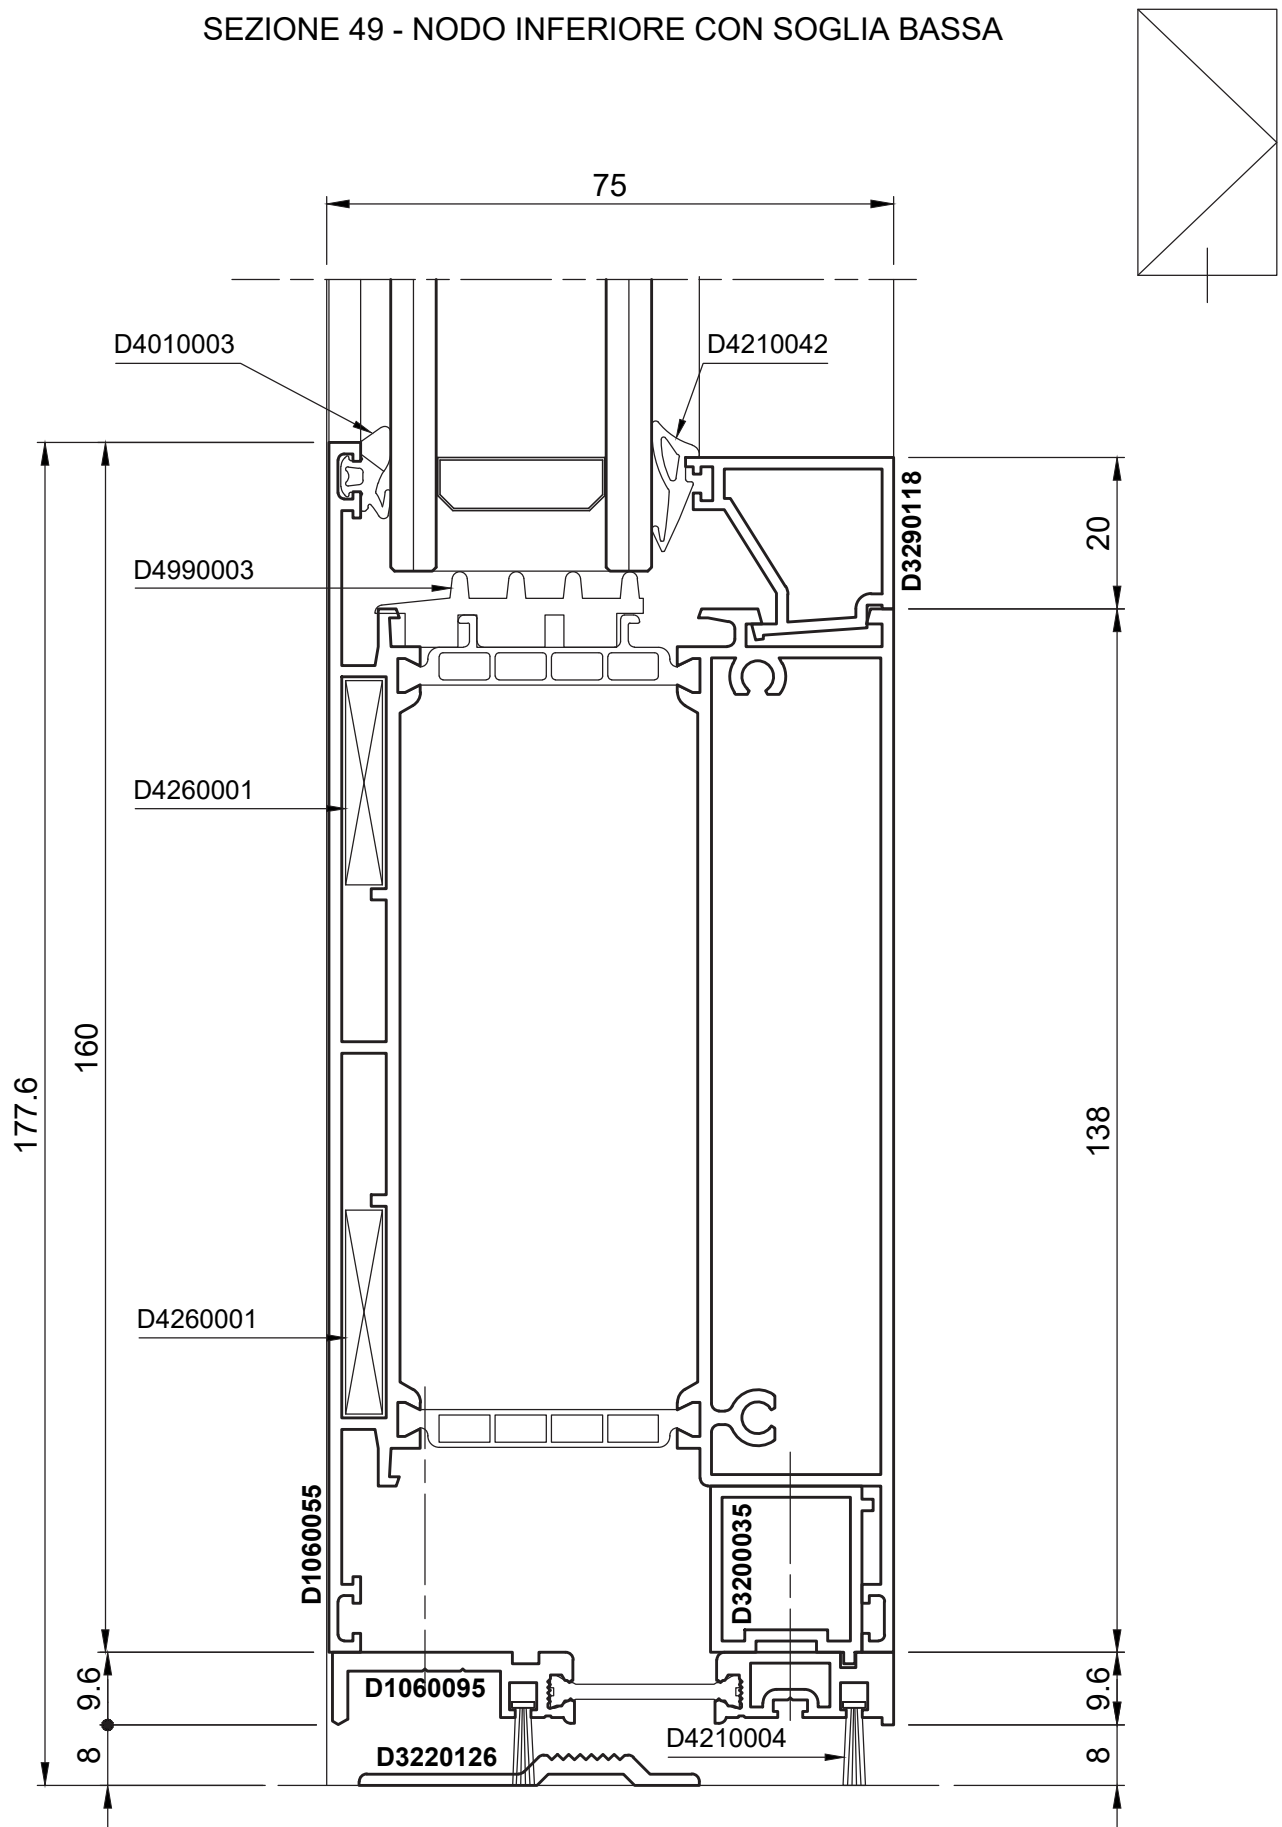 SEZIONE 49 - NODO INFERIORE CON SOGLIA BASSA
75
D4010003
D4210042
D3290118
20
D4990003
D4260001
160
177.6
138
D4260001
D1060055
D3200035
9.6
D1060095
9.6
D4210004
8
D3220126
8